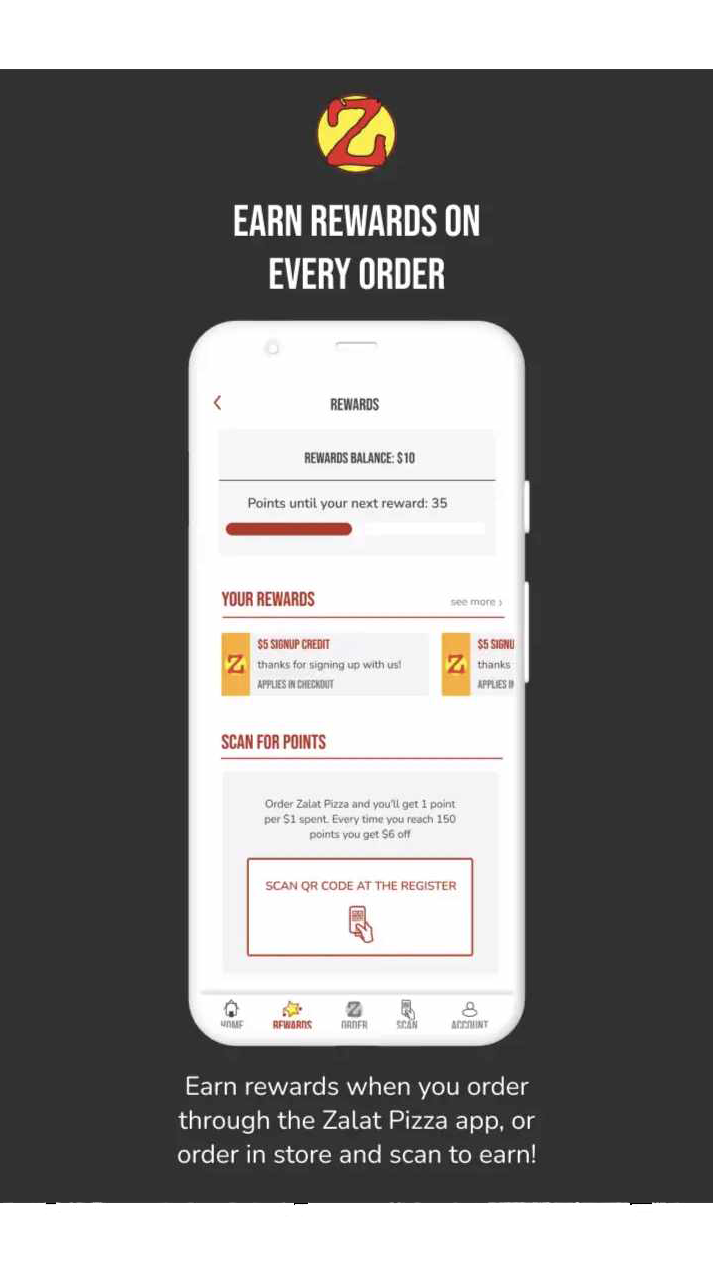 Z
EARN REWARDS ON
EVERY ORDER
REWARDS
REWARDS BALANCE: $10
Points until your next reward: 35
YOUR REWARDS
see more ›
Z
$5 SIGNUP CREDIT
thanks for signing up with us!
APPLIES IN CHECKOUT
Z
$5 SIGNU
thanks
APPLIES IN
SCAN FOR POINTS
Order Zalat Pizza and you'll get 1 point
per $1 spent. Every time you reach 150
points you get $6 off
SCAN QR CODE AT THE REGISTER
HOME
REWARDS
Z
ORDER
SCAN
ACCOUNT
Earn rewards when you order
through the Zalat Pizza app, or
order in store and scan to earn!